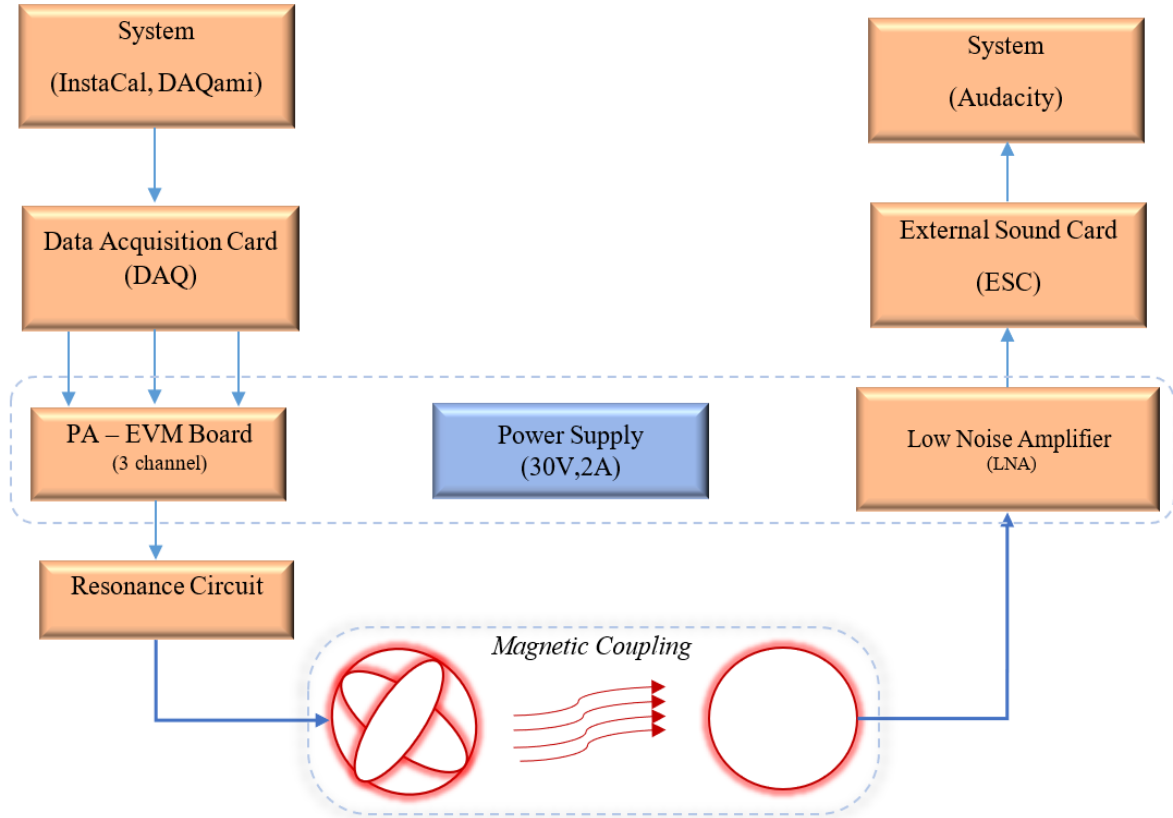 System
(InstaCal, DAQami)
System
(Audacity)
Data Acquisition Card
(DAQ)
External Sound Card
(ESC)
PA – EVM Board
(3 channel)
Power Supply
(30V,2A)
Low Noise Amplifier
(LNA)
Resonance Circuit
Magnetic Coupling